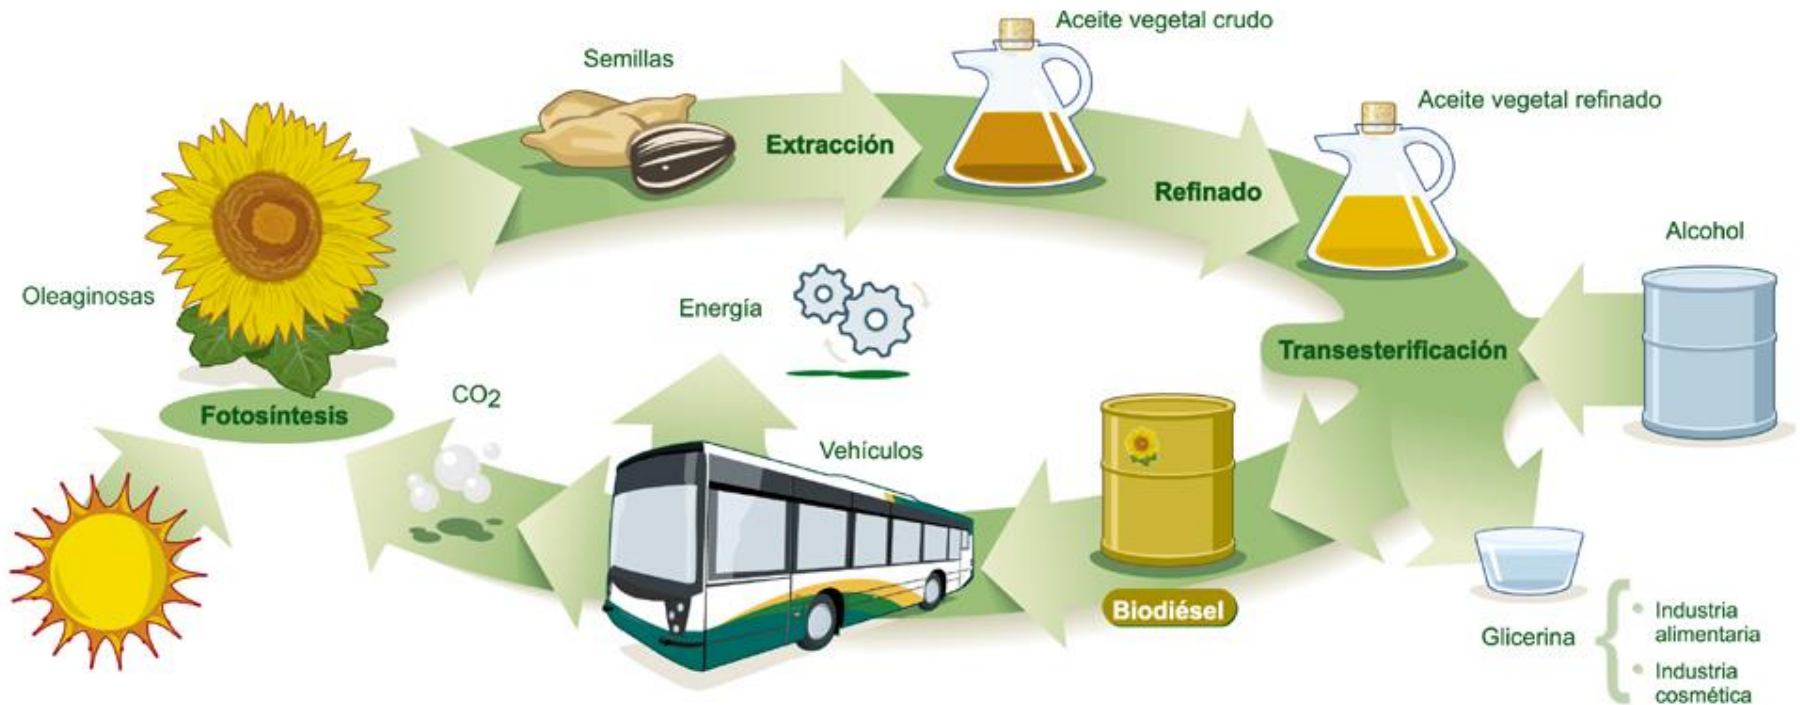 Aceite vegetal crudo
Semillas
Aceite vegetal refinado
Extracción
Refinado
Alcohol
Oleaginosas
Energía
Transesterificación
CO2
Fotosíntesis
Vehículos
Biodiésel
Glicerina
Industria
alimentaria
Industria
cosmética